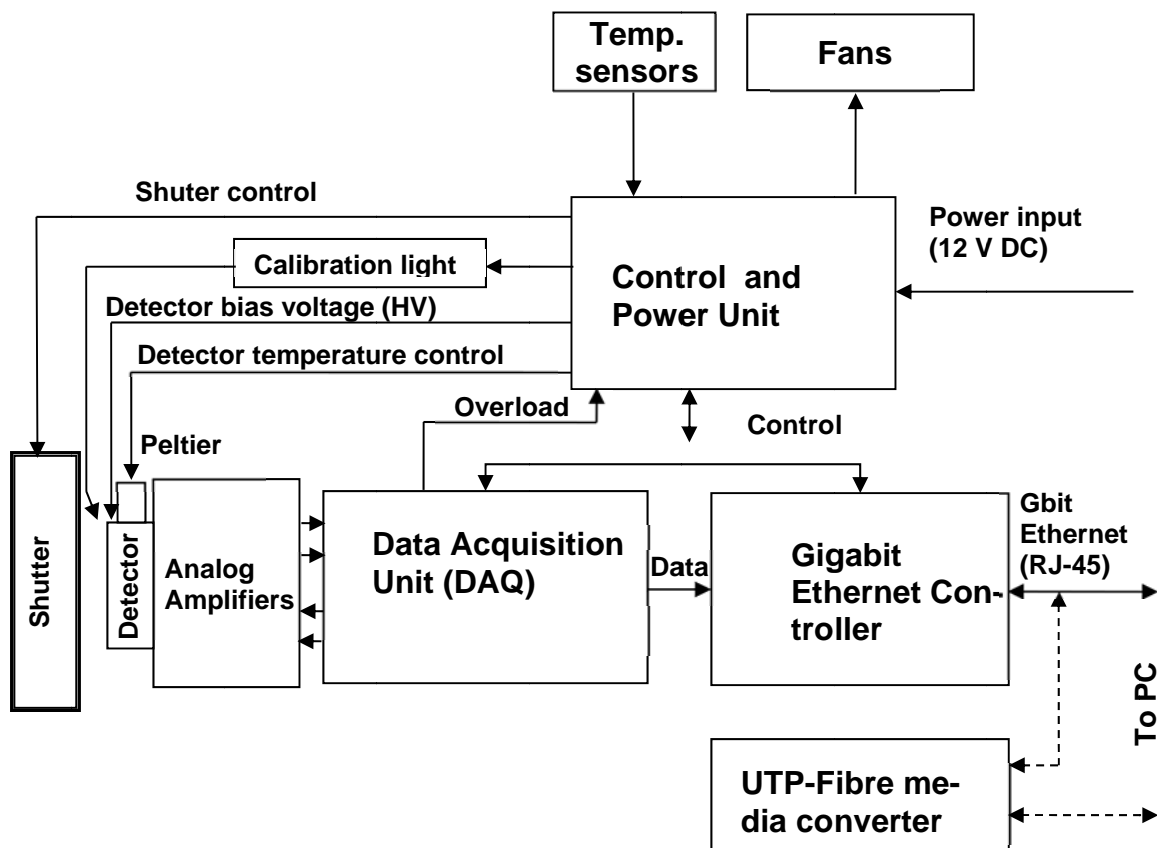 Temp.
sensors
Fans
Shuter control
Power input
(12 V DC)
Calibration light
Control and
Power Unit
Detector bias voltage (HV)
Detector temperature control
Overload
Control
Peltier
Shutter
Detector
Analog
Amplifiers
Data Acquisition
Unit (DAQ)
Data
Gigabit
Ethernet Con-
troller
Gbit
Ethernet
(RJ-45)
To PC
UTP-Fibre me-
dia converter